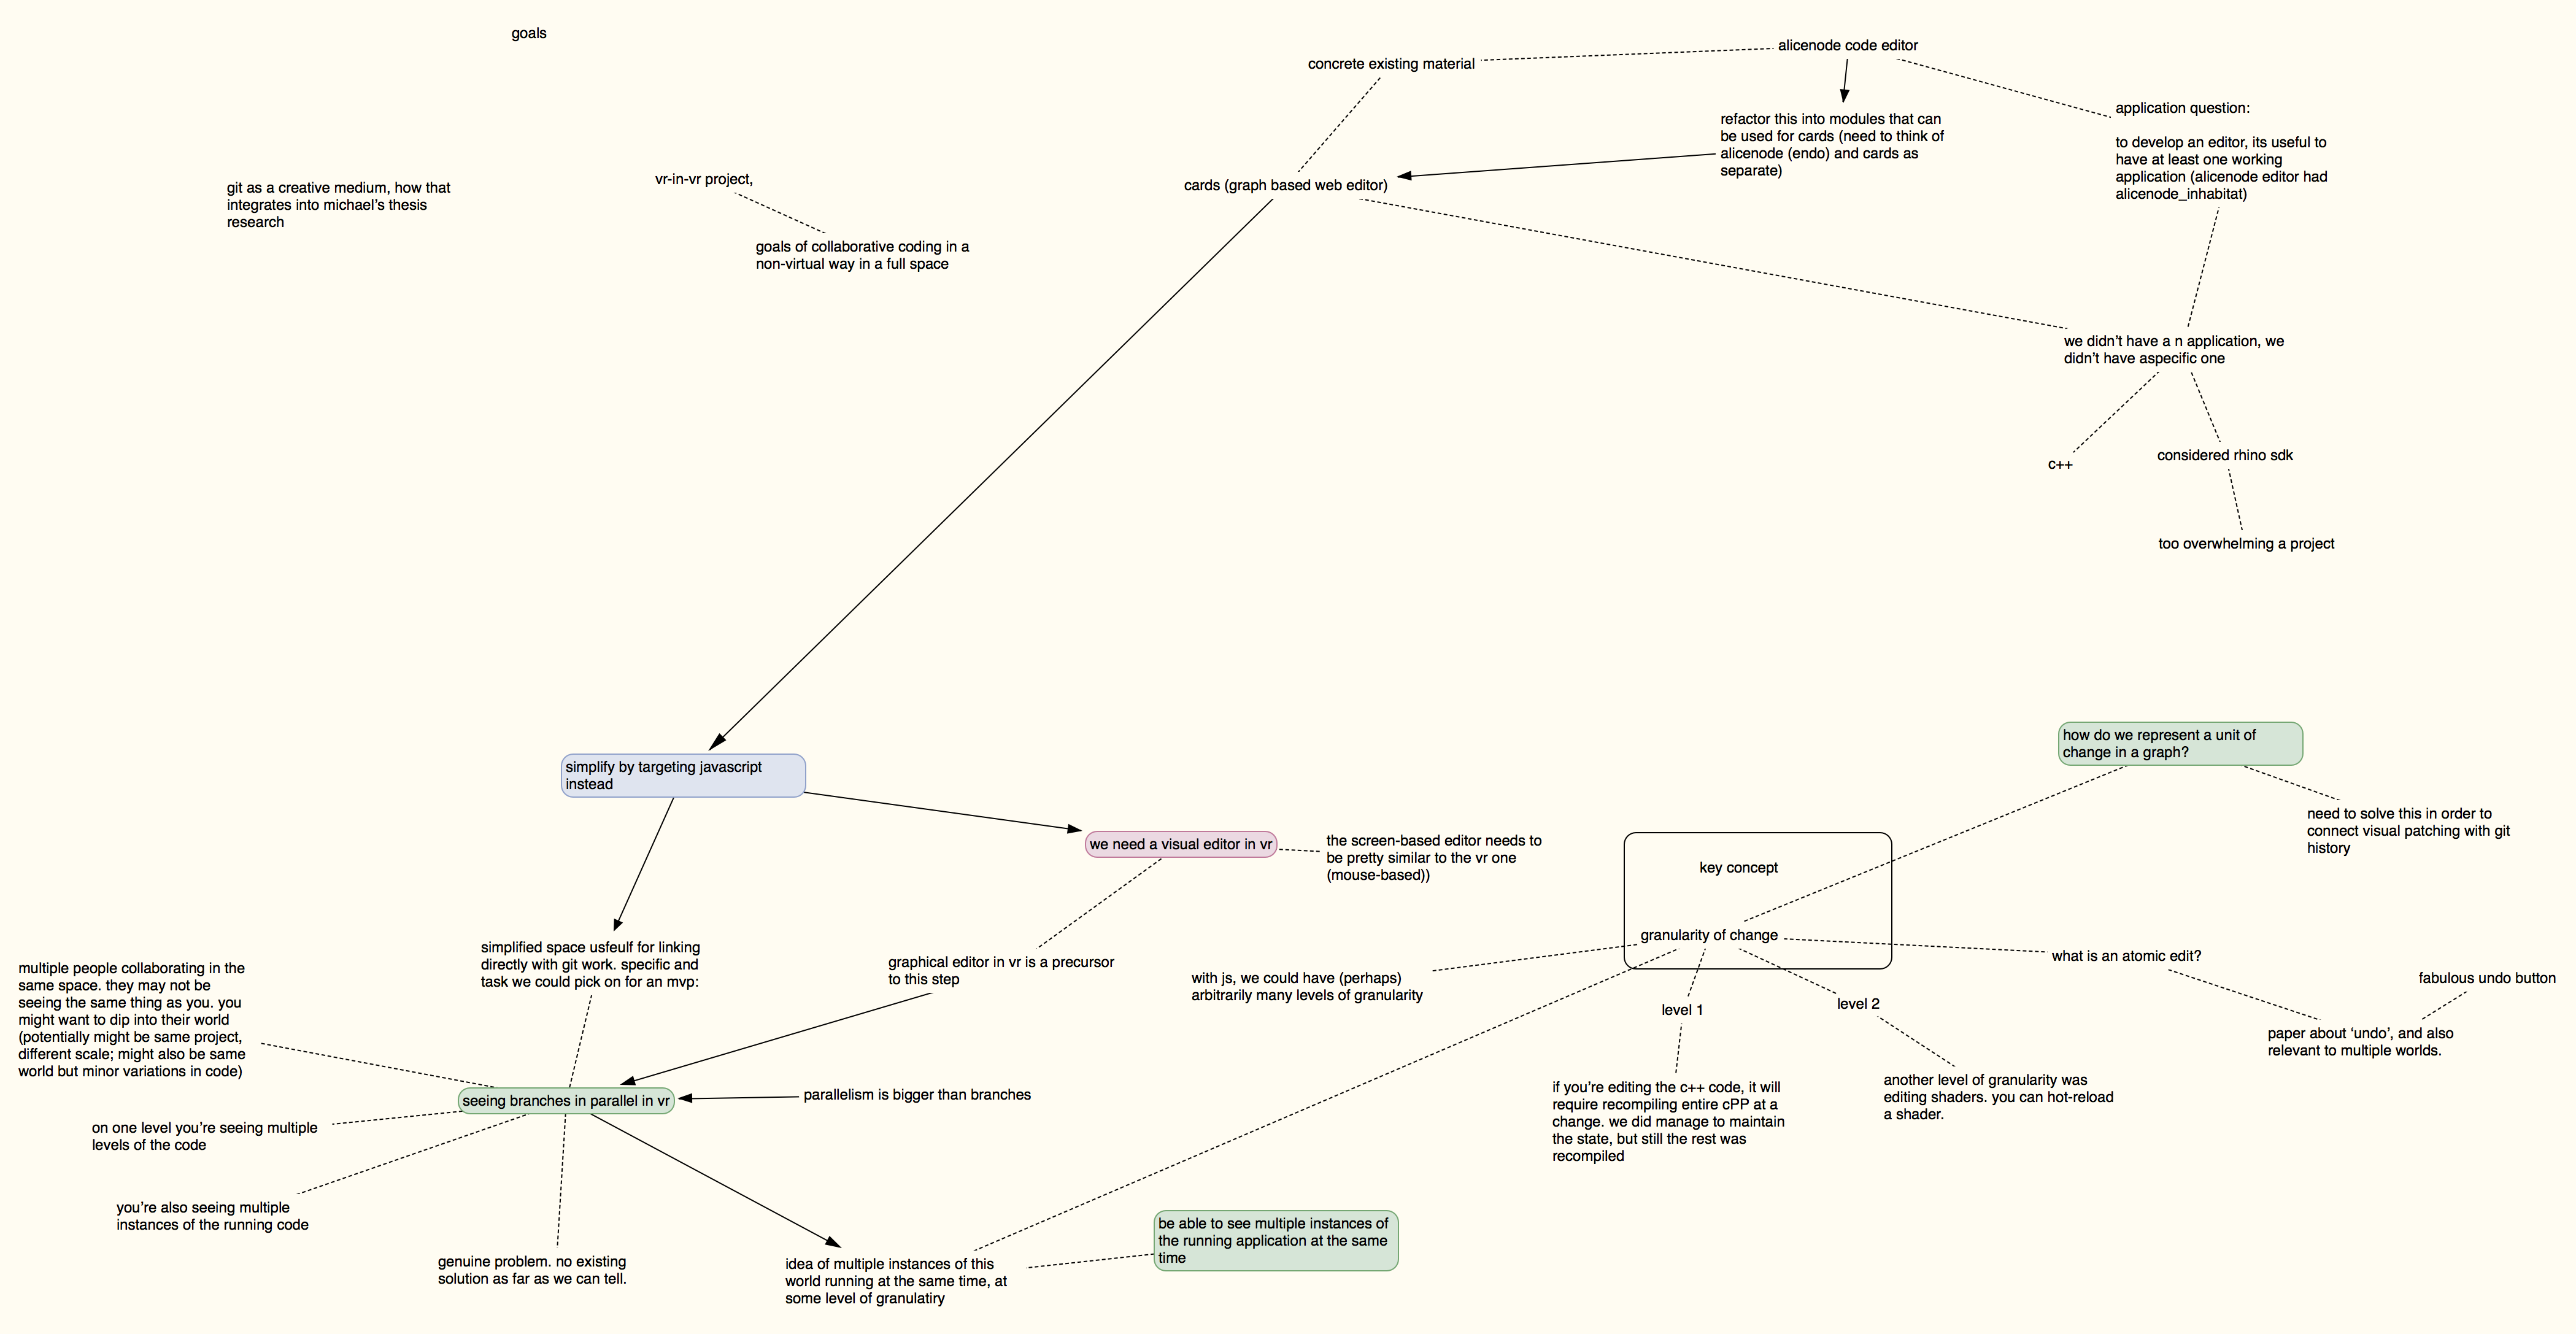 goals
alicenode code editor
concrete existing material
application question:
to develop an editor, its useful to
have at least one working
application (alicenode editor had
alicenode_inhabitat)
refactor this into modules that can
be used for cards (need to think of
alicenode (endo) and cards as
separate)
cards (graph based web editor)
vr-in-vr project,
git as a creative medium, how that
integrates into michael's thesis
research
goals of collaborative coding in a
non-virtual way in a full space
we didn't have a n application, we
didn't have aspecific one
c++
considered rhino sdk
too overwhelming a project
simplify by targeting javascript
instead
how do we represent a unit of
change in a graph?
need to solve this in order to
connect visual patching with git
history
we need a visual editor in vr
the screen-based editor needs to
be pretty similar to the vr one
(mouse-based))
key concept
granularity of change
simplified space usfeulf for linking
directly with git work. specific and
task we could pick on for an mvp:
graphical editor in vr is a precursor
to this step
with js, we could have (perhaps)
arbitrarily many levels of granularity
what is an atomic edit?
fabulous undo button
multiple people collaborating in the
same space. they may not be
seeing the same thing as you. you
might want to dip into their world
(potentially might be same project,
different scale; might also be same
world but minor variations in code)
level 1
level 2
paper about ‘undo’, and also
relevant to multiple worlds.
seeing branches in parallel in vr
parallelism is bigger than branches
if you're editing the c++ code, it will
require recompiling entire cPP at a
change. we did manage to maintain
the state, but still the rest was
recompiled
another level of granularity was
editing shaders. you can hot-reload
a shader.
on one level you're seeing multiple
levels of the code
you're also seeing multiple
instances of the running code
genuine problem. no existing
solution as far as we can tell.
idea of multiple instances of this
world running at the same time, at
some level of granulatiry
be able to see multiple instances of
the running application at the same
time